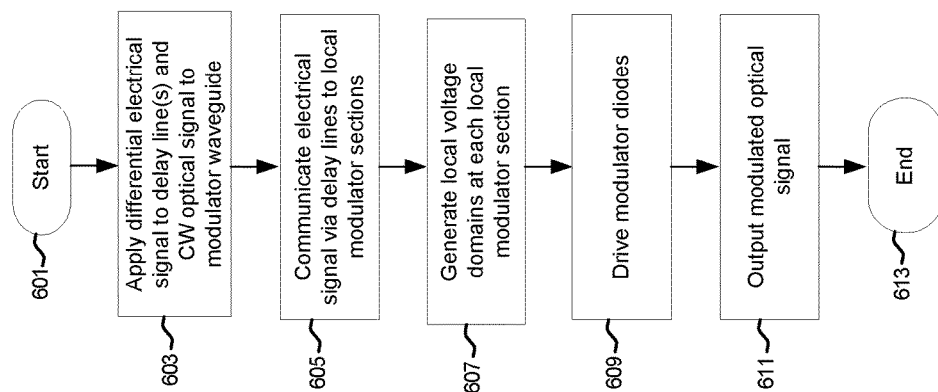 Start
601
Apply differential electrical
signal to delay line(s) and
CW optical signal to
modulator waveguide
603
Communicate electrical
signal via delay lines to local
modulator sections
605
Generate local voltage
domains at each local
modulator section
607
Drive modulator diodes
609
Output modulated optical
signal
611
End
613